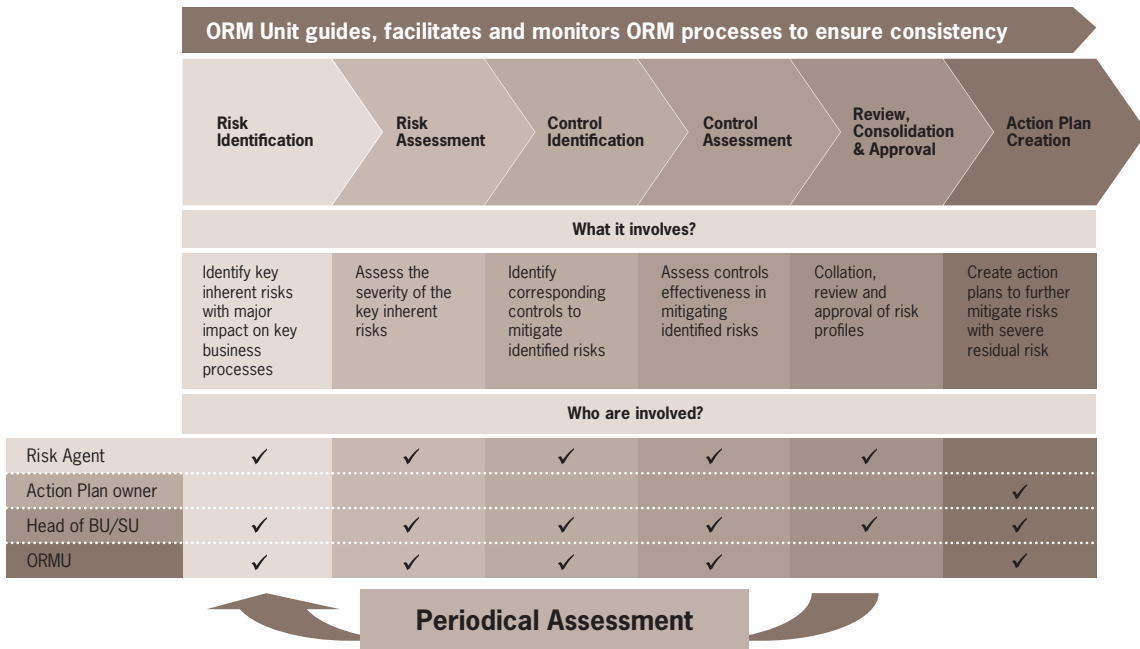 ORM Unit guides, facilitates and monitors ORM processes to ensure consistency
Risk
Identification
Risk
Assessment
Control
Identification
Control
Assessment
Review,
Consolidation
& Approval
Action Plan
Creation
What it involves?
Identify key
inherent risks
with major
impact on key
business
processes
Assess the
severity of the
key inherent
risks
Identify
corresponding
controls to
mitigate
identified risks
Assess controls
effectiveness in
mitigating
identified risks
Collation,
review and
approval of risk
profiles
Create action
plans to further
mitigate risks
with severe
residual risk
Who are involved?
Risk Agent ✓ ✓ ✓ ✓ ✓
Action Plan owner ✓
Head of BU/SU ✓ ✓ ✓ ✓ ✓ ✓
ORMU ✓ ✓ ✓ ✓ ✓
Periodical Assessment